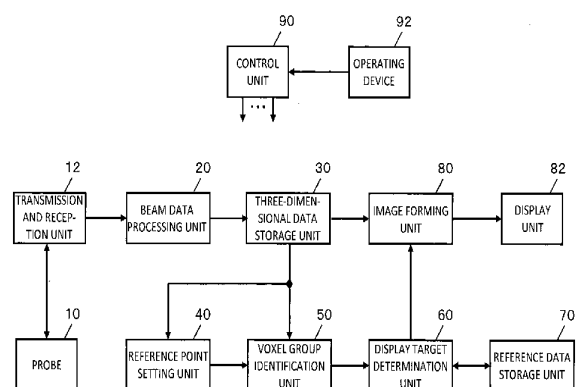 90
92
CONTROL
UNIT
OPERATING
DEVICE
...
12
20
30
80
82
TRANSMISSION
AND RECEP-
TION UNIT
BEAM DATA
PROCESSING UNIT
THREE-DIMEN-
SIONAL DATA
STORAGE UNIT
IMAGE FORMING
UNIT
DISPLAY
UNIT
10
40
50
60
70
PROBE
REFERENCE POINT
SETTING UNIT
VOXEL GROUP
IDENTIFICATION
UNIT
DISPLAY TARGET
DETERMINATION
UNIT
REFERENCE DATA
STORAGE UNIT